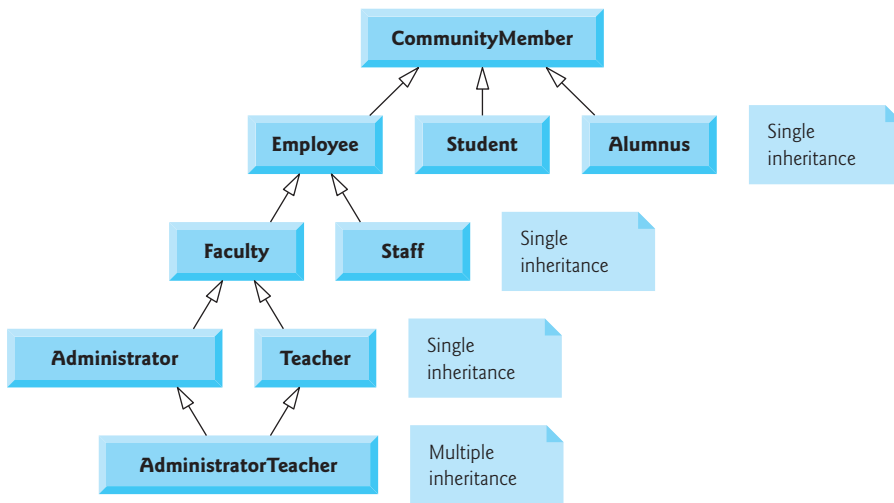 CommunityMember
Employee
Student
Alumnus
Single
inheritance
Faculty
Staff
Single
inheritance
Administrator
Teacher
Single
inheritance
AdministratorTeacher
Multiple
inheritance